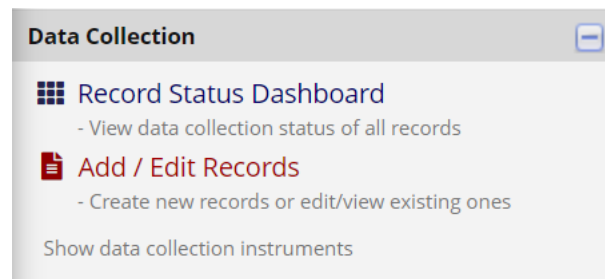 Data Collection
Record Status Dashboard
- View data collection status of all records
Add / Edit Records
- Create new records or edit/view existing ones
Show data collection instruments